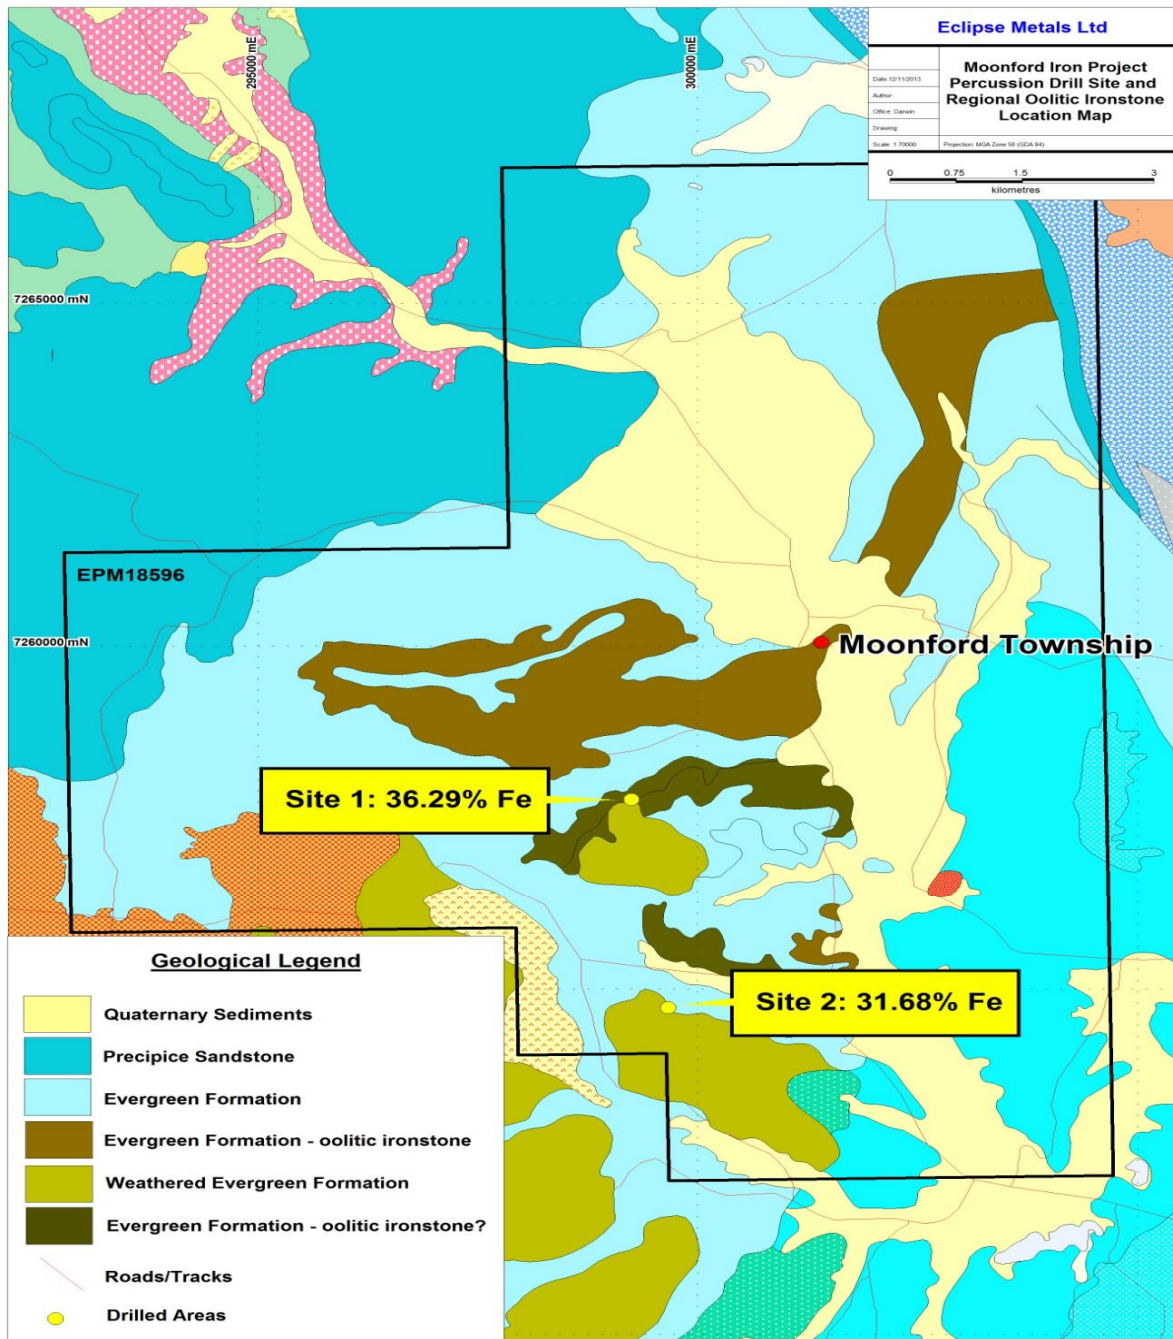 Eclipse Metals Ltd
Moonford Iron Project
Percussion Drill Site and
Regional Oolitic Ironstone
Location Map
Date: 12/11/2013
Author:
Office: Darwin
Drawing:
Scale: 1:70000
Projection: MGA Zone 56 (GDA 94)
0 0.75 1.5 3
kilometres
295000 mE
300000 mE
7265000 mN
EPM18596
7260000 mN
Moonford Township
Site 1: 36.29% Fe
Site 2: 31.68% Fe
Geological Legend
Quaternary Sediments
Precipice Sandstone
Evergreen Formation
Evergreen Formation - oolitic ironstone
Weathered Evergreen Formation
Evergreen Formation - oolitic ironstone?
Roads/Tracks
Drilled Areas